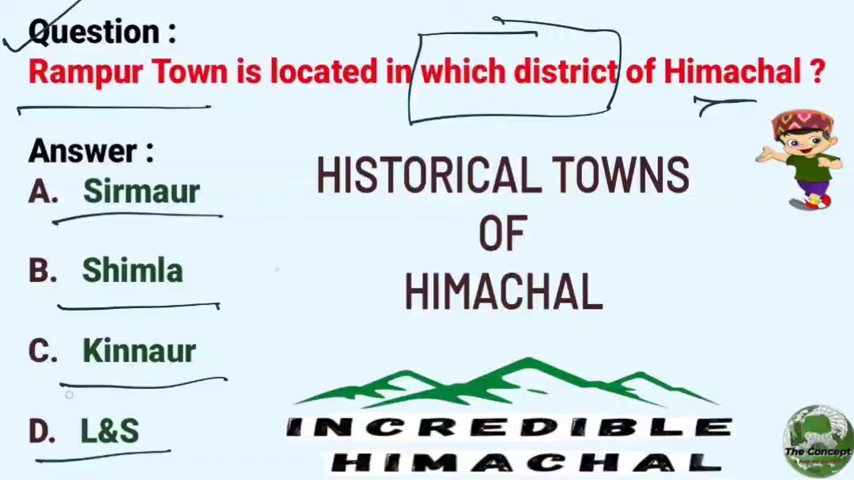 Question :
Rampur Town is located in which district of Himachal ?
Answer :
A. Sirmaur
B. Shimla
C. Kinnaur
D. L&S
HISTORICAL TOWNS
OF
HIMACHAL
INCREDIBLE
HIMACHAL
The Concept